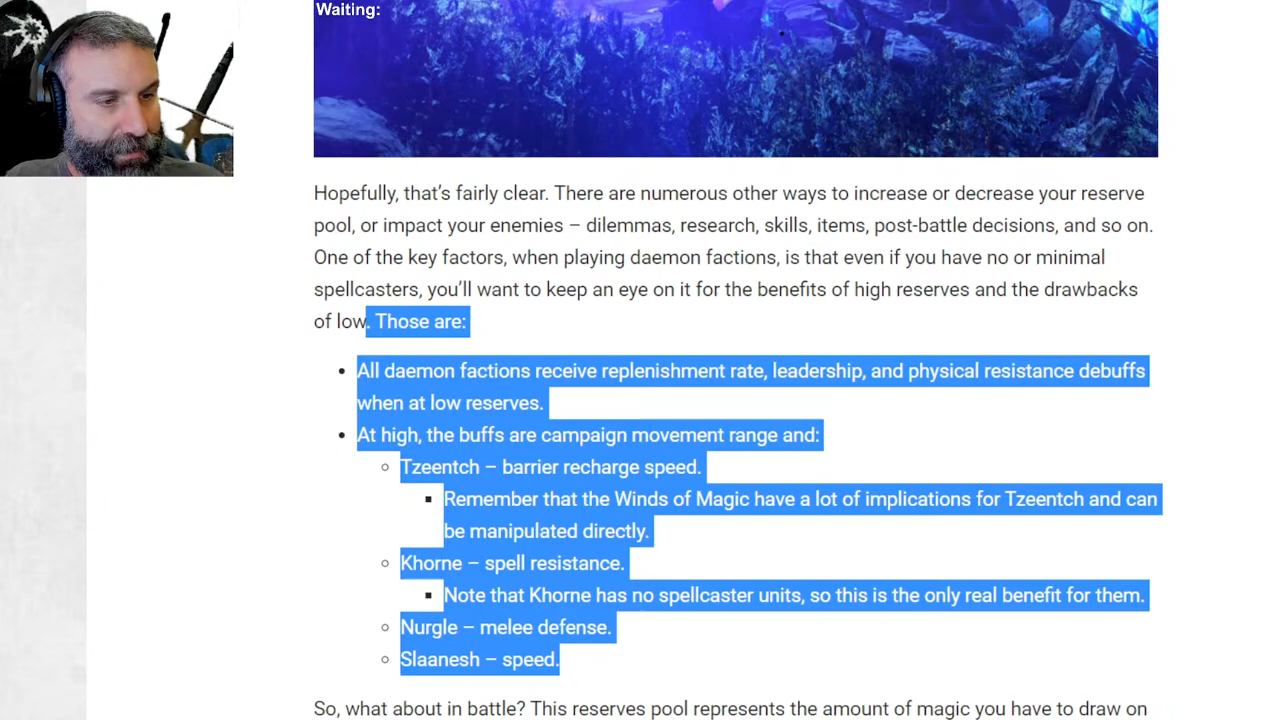 Waiting:
Hopefully, that's fairly clear. There are numerous other ways to increase or decrease your reserve
pool, or impact your enemies – dilemmas, research, skills, items, post-battle decisions, and so on.
One of the key factors, when playing daemon factions, is that even if you have no or minimal
spellcasters, you'll want to keep an eye on it for the benefits of high reserves and the drawbacks
of low. Those are:
• All daemon factions receive replenishment rate, leadership, and physical resistance debuffs
when at low reserves.
• At high, the buffs are campaign movement range and:
◦ Tzeentch – barrier recharge speed.
▪ Remember that the Winds of Magic have a lot of implications for Tzeentch and can
be manipulated directly.
◦ Khorne – spell resistance.
▪ Note that Khorne has no spellcaster units, so this is the only real benefit for them.
◦ Nurgle – melee defense.
◦ Slaanesh – speed.
So, what about in battle? This reserves pool represents the amount of magic you have to draw on